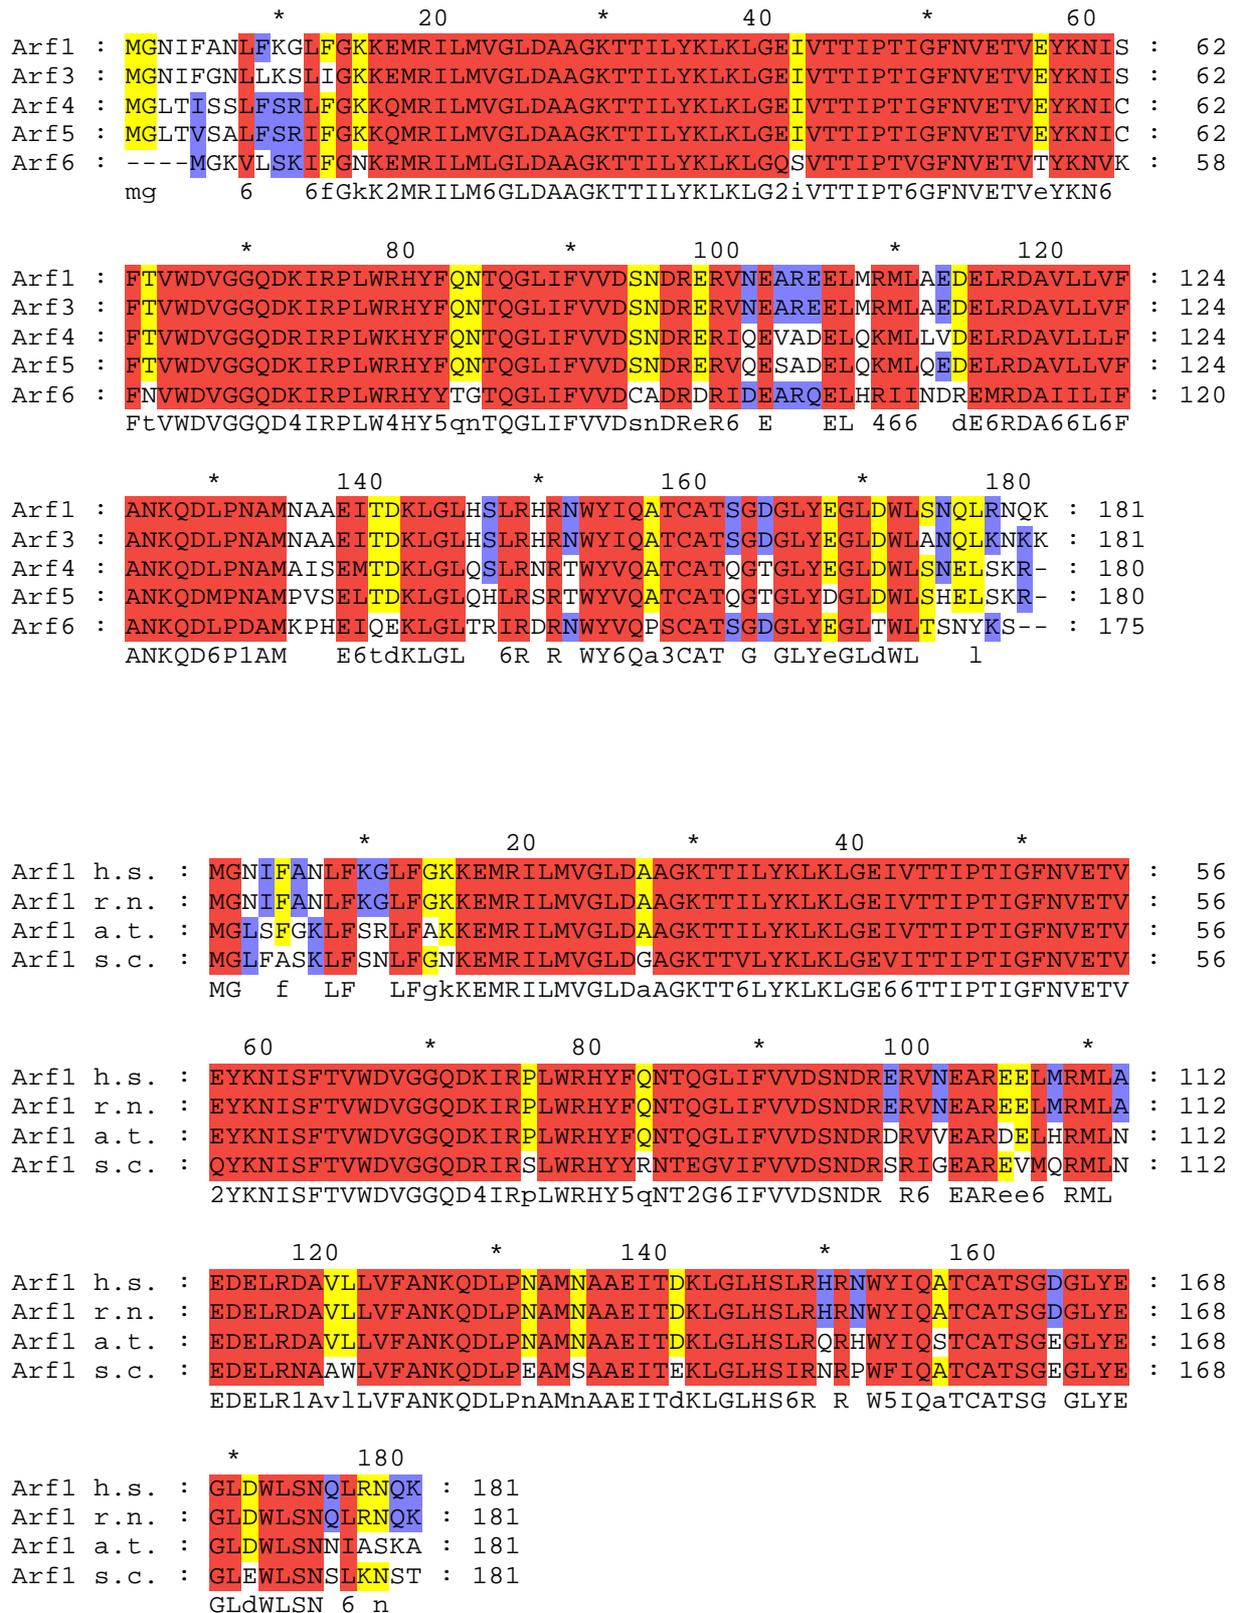 * 20 * 40 * 60
Arf1 : MGNIFANLFKGLFGKKEMRILMVGLDAAGKTTILYKLKLGEIVTTIPTIGFNVETVEYKNIS : 62
Arf3 : MGNIFGNLLKSLIGKKEMRILMVGLDAAGKTTILYKLKLGEIVTTIPTIGFNVETVEYKNIS : 62
Arf4 : MGLTISSLFSRLFGKKQMRILMVGLDAAGKTTILYKLKLGEIVTTIPTIGFNVETVEYKNIC : 62
Arf5 : MGLTVSALFSRIFGKKQMRILMVGLDAAGKTTILYKLKLGEIVTTIPTIGFNVETVEYKNIC : 62
Arf6 : ----MGKVLSKIFGNKEMRILMLGLDAAGKTTILYKLKLGQSVTTIPTVGFNVETVTYKNVK : 58
mg 6 6fGkK2MRILM6GLDAAGKTTILYKLKLG2iVTTIPT6GFNVETVeYKN6
* 80 * 100 * 120
Arf1 : FTVWDVGGQDKIRPLWRHYFQNTQGLIFVVDSNDRERVNEAREELMRMLAEDELRDAVLLVF : 124
Arf3 : FTVWDVGGQDKIRPLWRHYFQNTQGLIFVVDSNDRERVNEAREELMRMLAEDELRDAVLLVF : 124
Arf4 : FTVWDVGGQDRIRPLWKHYFQNTQGLIFVVDSNDRERIQEVADELQKMLLVDELRDAVLLLF : 124
Arf5 : FTVWDVGGQDKIRPLWRHYFQNTQGLIFVVDSNDRERVQESADELQKMLQEDELRDAVLLVF : 124
Arf6 : FNVWDVGGQDKIRPLWRHYYTGTQGLIFVVDCADRDRIDEARQELHRIINDREMRDAIILIF : 120
FtVWDVGGQD4IRPLW4HY5qnTQGLIFVVDsnDReR6 E EL 466 dE6RDA66L6F
* 140 * 160 * 180
Arf1 : ANKQDLPNAMNAAEITDKLGLHSLRHRNWYIQATCATSGDGLYEGLDWLSNQLRNQK : 181
Arf3 : ANKQDLPNAMNAAEITDKLGLHSLRHRNWYIQATCATSGDGLYEGLDWLANQLKNKK : 181
Arf4 : ANKQDLPNAMAISEMTDKLGLQSLRNRTWYVQATCATQGTGLYEGLDWLSNELSKR- : 180
Arf5 : ANKQDMPNAMPVSELTDKLGLQHLRSRTWYVQATCATQGTGLYDGLDWLSHELSKR- : 180
Arf6 : ANKQDLPDAMKPHEIQEKLGLTRIRDRNWYVQPSCATSGDGLYEGLTWLTSNYKS-- : 175
ANKQD6P1AM E6tdKLGL 6R R WY6Qa3CAT G GLYeGLdWL l
* 20 * 40 *
Arf1 h.s. : MGNIFANLFKGLFGKKEMRILMVGLDAAGKTTILYKLKLGEIVTTIPTIGFNVETV : 56
Arf1 r.n. : MGNIFANLFKGLFGKKEMRILMVGLDAAGKTTILYKLKLGEIVTTIPTIGFNVETV : 56
Arf1 a.t. : MGLSFGKLFSRLFAKKEMRILMVGLDAAGKTTILYKLKLGEIVTTIPTIGFNVETV : 56
Arf1 s.c. : MGLFASKLFSNLFGNKEMRILMVGLDGAGKTTVLYKLKLGEVITTIPTIGFNVETV : 56
MG f LF LFgkKEMRILMVGLDaAGKTT6LYKLKLGE66TTIPTIGFNVETV
60 * 80 * 100 *
Arf1 h.s. : EYKNISFTVWDVGGQDKIRPLWRHYFQNTQGLIFVVDSNDRERVNEAREELMRMLA : 112
Arf1 r.n. : EYKNISFTVWDVGGQDKIRPLWRHYFQNTQGLIFVVDSNDRERVNEAREELMRMLA : 112
Arf1 a.t. : EYKNISFTVWDVGGQDKIRPLWRHYFQNTQGLIFVVDSNDRDRVVEARDELHRMLN : 112
Arf1 s.c. : QYKNISFTVWDVGGQDRIRSLWRHYYRNTEGVIFVVDSNDRSRIGEAREVMQRMLN : 112
2YKNISFTVWDVGGQD4IRpLWRHY5qNT2G6IFVVDSNDR R6 EARee6 RML
120 * 140 * 160
Arf1 h.s. : EDELRDAVLLVFANKQDLPNAMNAAEITDKLGLHSLRHRNWYIQATCATSGDGLYE : 168
Arf1 r.n. : EDELRDAVLLVFANKQDLPNAMNAAEITDKLGLHSLRHRNWYIQATCATSGDGLYE : 168
Arf1 a.t. : EDELRDAVLLVFANKQDLPNAMNAAEITDKLGLHSLRQRHWYIQSTCATSGEGLYE : 168
Arf1 s.c. : EDELRNAAWLVFANKQDLPEAMSAAEITEKLGLHSIRNRPWFIQATCATSGEGLYE : 168
EDELR1AvlLVFANKQDLPnAMnAAEITdKLGLHS6R R W5IQaTCATSG GLYE
* 180
Arf1 h.s. : GLDWLSNQLRNQK : 181
Arf1 r.n. : GLDWLSNQLRNQK : 181
Arf1 a.t. : GLDWLSNNIASKA : 181
Arf1 s.c. : GLEWLSNSLKNST : 181
GLdWLSN 6 n